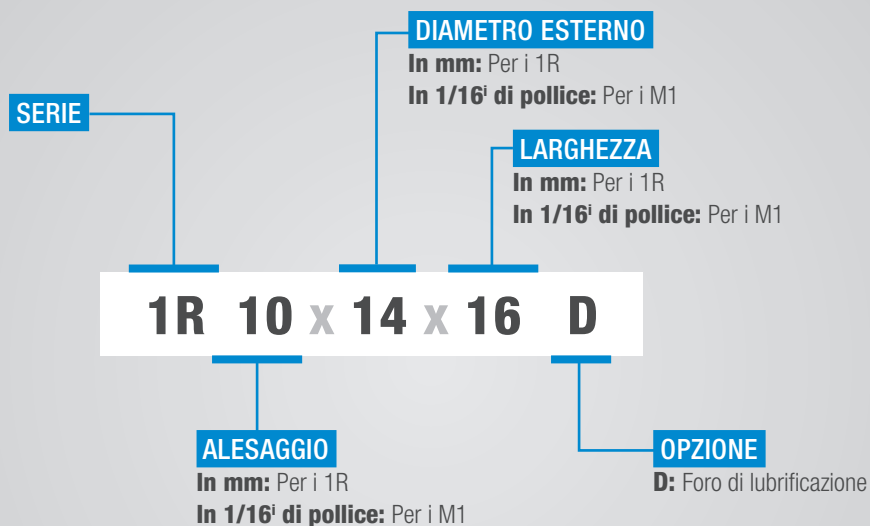 DIAMETRO ESTERNO
In mm: Per i 1R
In 1/16ⁱ di pollice: Per i M1
SERIE
LARGHEZZA
In mm: Per i 1R
In 1/16ⁱ di pollice: Per i M1
1R 10 x 14 x 16 D
ALESAGGIO
In mm: Per i 1R
In 1/16ⁱ di pollice: Per i M1
OPZIONE
D: Foro di lubrificazione